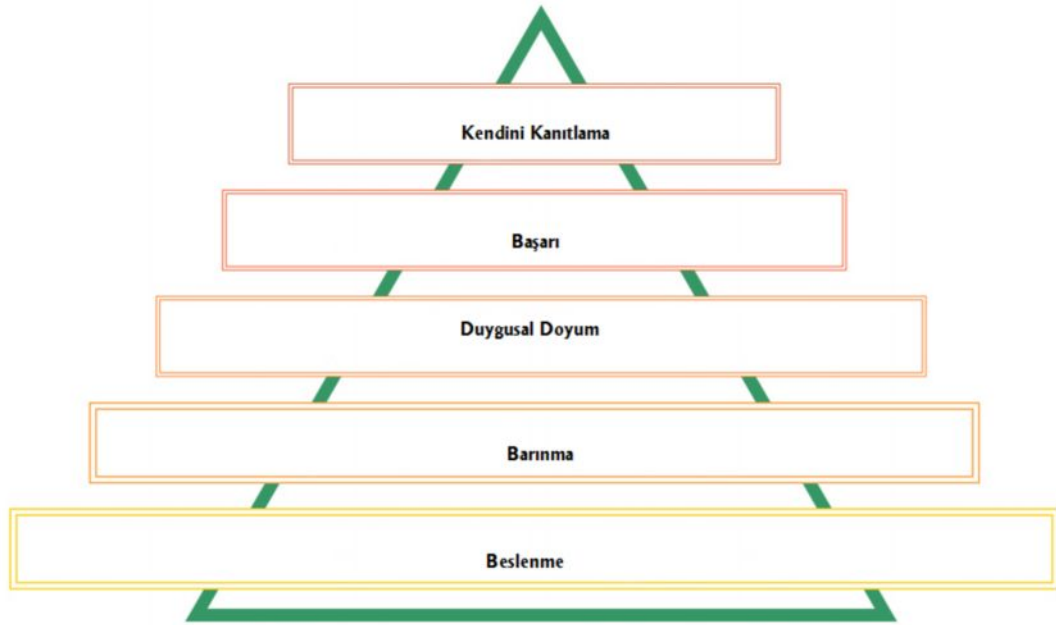 Kendini Kanıtlama
Başarı
Duygusal Doyum
Barınma
Beslenme